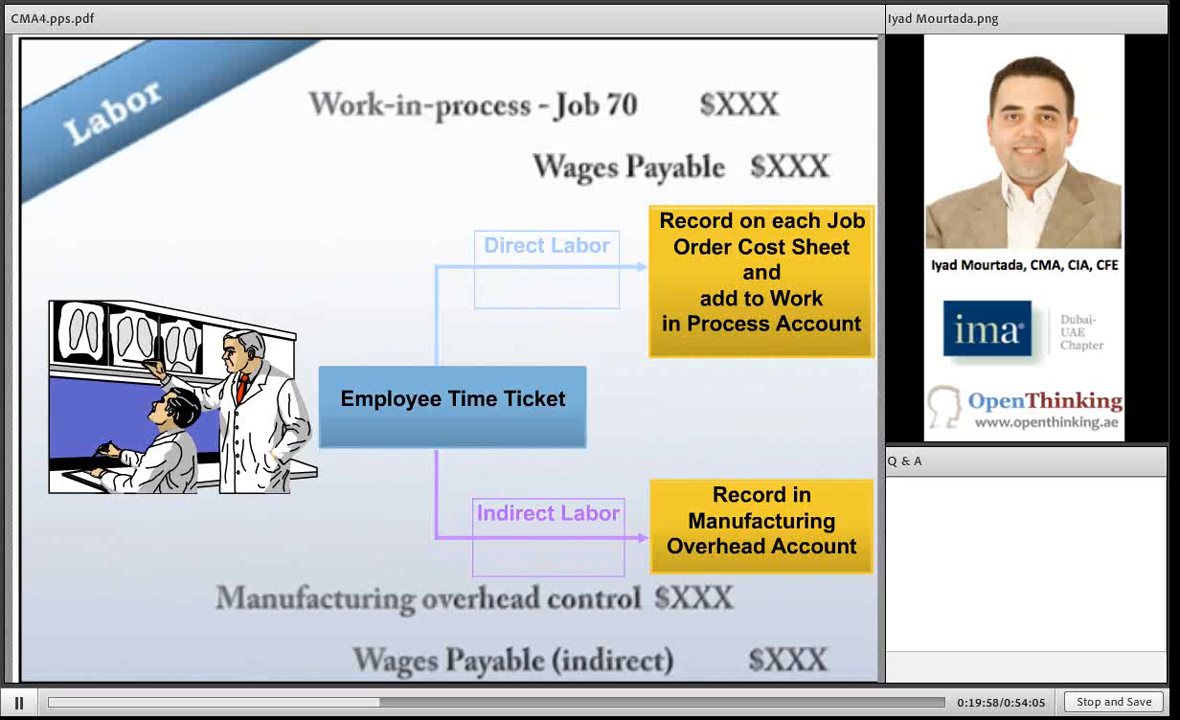 CMA4.pps.pdf
Iyad Mourtada.png
Labor
Work-in-process - Job 70 $XXX
Wages Payable $XXX
Direct Labor
Record on each Job
Order Cost Sheet
and
add to Work
in Process Account
Employee Time Ticket
Indirect Labor
Record in
Manufacturing
Overhead Account
Manufacturing overhead control $XXX
Wages Payable (indirect) $XXX
Iyad Mourtada, CMA, CIA, CFE
ima®
Dubai-
UAE
Chapter
OpenThinking
www.openthinking.ae
Q & A
0:19:58/0:54:05
Stop and Save